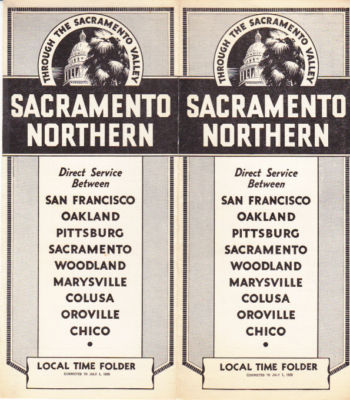 THROUGH THE SACRAMENTO VALLEY
SACRAMENTO
NORTHERN
Direct Service
Between
SAN FRANCISCO
OAKLAND
PITTSBURG
SACRAMENTO
WOODLAND
MARYSVILLE
COLUSA
OROVILLE
CHICO
LOCAL TIME FOLDER
THROUGH THE SACRAMENTO VALLEY
SACRAMENTO
NORTHERN
Direct Service
Between
SAN FRANCISCO
OAKLAND
PITTSBURG
SACRAMENTO
WOODLAND
MARYSVILLE
COLUSA
OROVILLE
CHICO
LOCAL TIME FOLDER